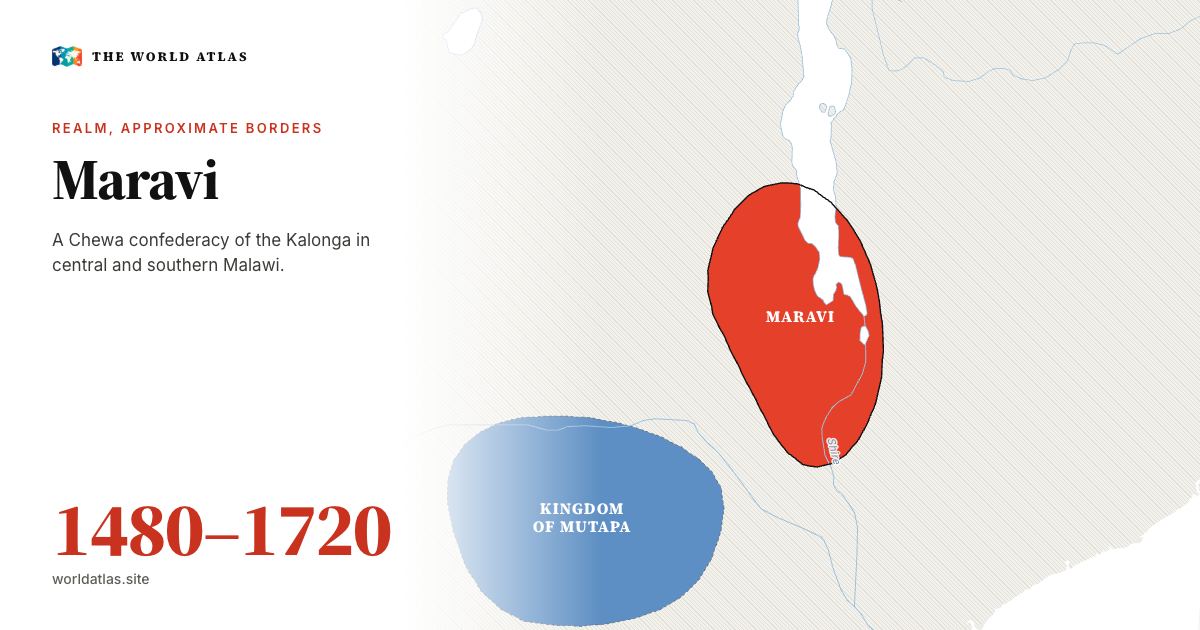 THE WORLD ATLAS
REALM, APPROXIMATE BORDERS
Maravi
A Chewa confederacy of the Kalonga in
central and southern Malawi.
1480–1720
worldatlas.site
MARAVI
Shire
KINGDOM
OF MUTAPA